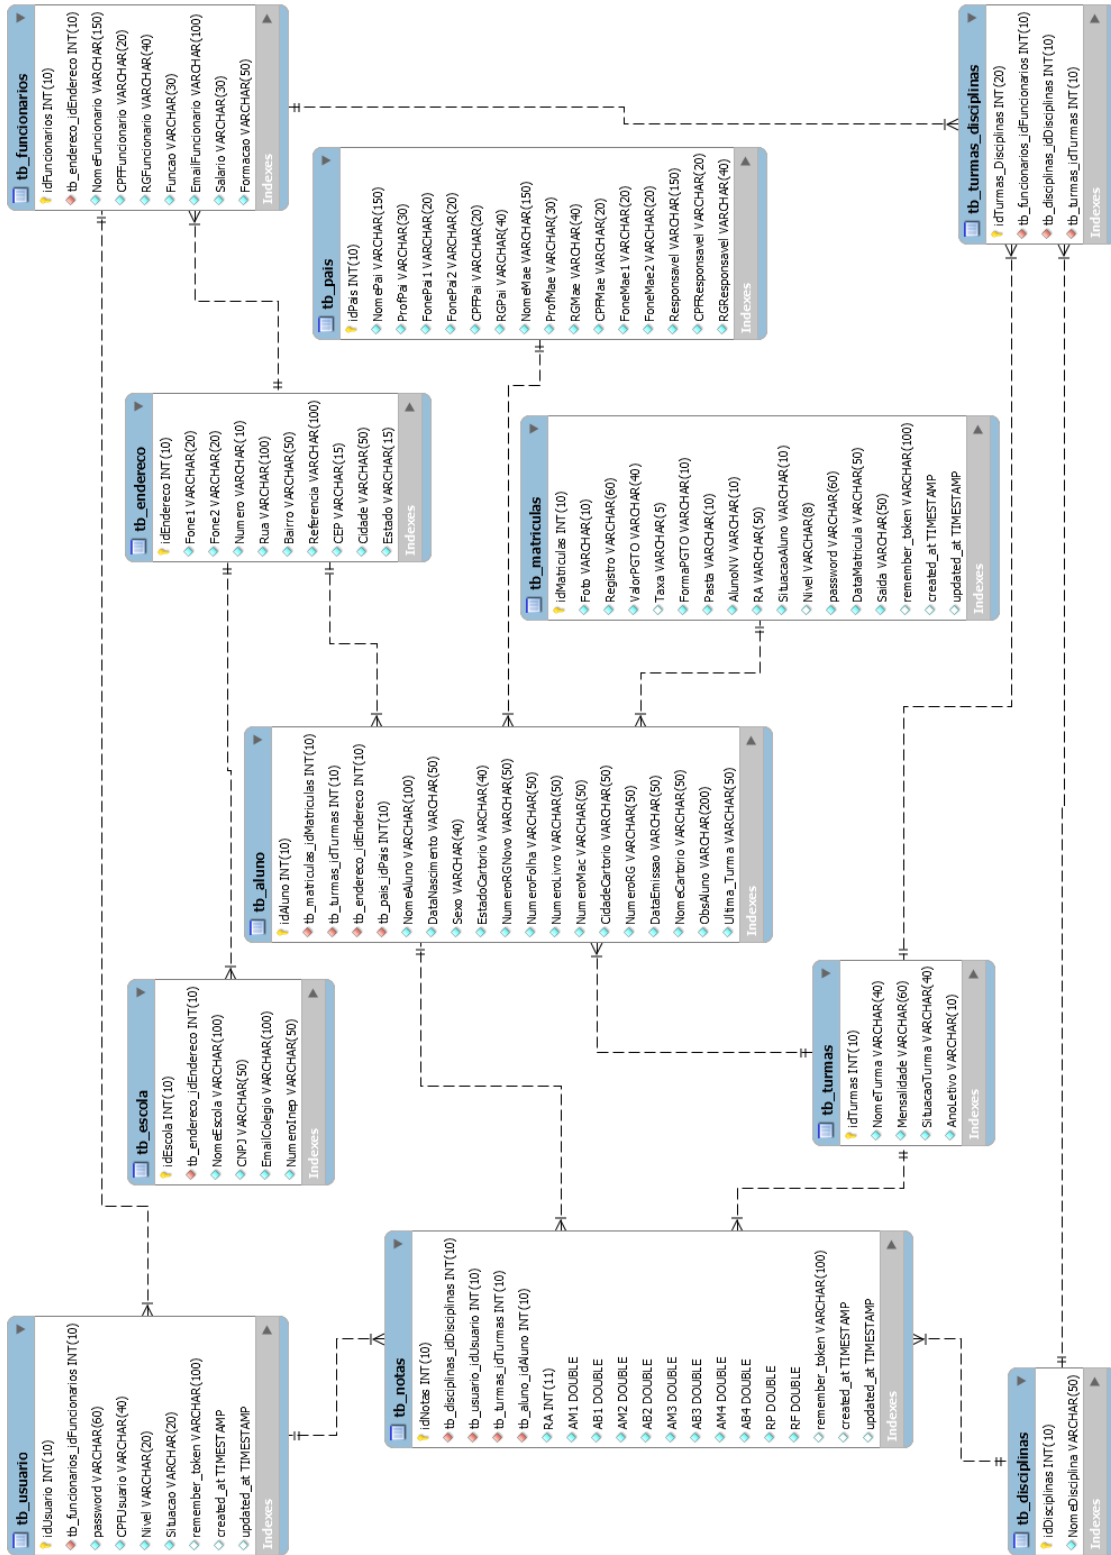 tb_usuario
idUsuario INT(10)
tb_funcionarios_idFuncionarios INT(10)
password VARCHAR(60)
CPFUsuario VARCHAR(40)
Nivel VARCHAR(20)
Situacao VARCHAR(20)
remember_token VARCHAR(100)
created_at TIMESTAMP
updated_at TIMESTAMP
Indexes
tb_escola
idEscola INT(10)
tb_endereco_idEndereco INT(10)
NomeEscola VARCHAR(100)
CNPJ VARCHAR(50)
EmailColegio VARCHAR(100)
NumeroInep VARCHAR(50)
Indexes
tb_endereco
idEndereco INT(10)
Fone1 VARCHAR(20)
Fone2 VARCHAR(20)
Numero VARCHAR(10)
Rua VARCHAR(100)
Bairro VARCHAR(50)
Referencia VARCHAR(100)
CEP VARCHAR(15)
Cidade VARCHAR(50)
Estado VARCHAR(15)
Indexes
tb_funcionarios
idFuncionarios INT(10)
tb_endereco_idEndereco INT(10)
NomeFuncionario VARCHAR(150)
CPFFuncionario VARCHAR(20)
RGFuncionario VARCHAR(40)
Funcao VARCHAR(30)
EmailFuncionario VARCHAR(100)
Salario VARCHAR(30)
Formacao VARCHAR(50)
Indexes
tb_notas
idNotas INT(10)
tb_disciplinas_idDisciplinas INT(10)
tb_usuario_idUsuario INT(10)
tb_turmas_idTurmas INT(10)
tb_aluno_idAluno INT(10)
RA INT(11)
AM1 DOUBLE
AB1 DOUBLE
AM2 DOUBLE
AB2 DOUBLE
AM3 DOUBLE
AB3 DOUBLE
AM4 DOUBLE
AB4 DOUBLE
RP DOUBLE
RF DOUBLE
remember_token VARCHAR(100)
created_at TIMESTAMP
updated_at TIMESTAMP
Indexes
tb_aluno
idAluno INT(10)
tb_matriculas_idMatriculas INT(10)
tb_turmas_idTurmas INT(10)
tb_endereco_idEndereco INT(10)
tb_pais_idPais INT(10)
NomeAluno VARCHAR(100)
DataNascimento VARCHAR(50)
Sexo VARCHAR(40)
EstadoCartorio VARCHAR(40)
NumeroRGNovo VARCHAR(50)
NumeroFolha VARCHAR(50)
NumeroLivro VARCHAR(50)
NumeroMac VARCHAR(50)
CidadeCartorio VARCHAR(50)
NumeroRG VARCHAR(50)
DataEmissao VARCHAR(50)
NomeCartorio VARCHAR(50)
ObsAluno VARCHAR(200)
Ultima_Turma VARCHAR(50)
Indexes
tb_pais
idPais INT(10)
NomePai VARCHAR(150)
ProfPai VARCHAR(30)
FonePai1 VARCHAR(20)
FonePai2 VARCHAR(20)
CPFPai VARCHAR(20)
RGPai VARCHAR(40)
NomeMae VARCHAR(150)
ProfMae VARCHAR(30)
RGMae VARCHAR(40)
CPFMae VARCHAR(20)
FoneMae1 VARCHAR(20)
FoneMae2 VARCHAR(20)
Responsavel VARCHAR(150)
CPFResponsavel VARCHAR(20)
RGResponsavel VARCHAR(40)
Indexes
tb_matriculas
idMatriculas INT(10)
Foto VARCHAR(10)
Registro VARCHAR(60)
ValorPGTO VARCHAR(40)
Taxa VARCHAR(5)
FormaPGTO VARCHAR(10)
Pasta VARCHAR(10)
AlunoNV VARCHAR(10)
RA VARCHAR(50)
SituacaoAluno VARCHAR(10)
Nivel VARCHAR(8)
password VARCHAR(60)
DataMatricula VARCHAR(50)
Saida VARCHAR(50)
remember_token VARCHAR(100)
created_at TIMESTAMP
updated_at TIMESTAMP
Indexes
tb_turmas
idTurmas INT(10)
NomeTurma VARCHAR(40)
Mensalidade VARCHAR(60)
SituacaoTurma VARCHAR(40)
AnoLetivo VARCHAR(10)
Indexes
tb_disciplinas
idDisciplinas INT(10)
NomeDisciplina VARCHAR(50)
Indexes
tb_turmas_disciplinas
idTurmas_Disciplinas INT(20)
tb_funcionarios_idFuncionarios INT(10)
tb_disciplinas_idDisciplinas INT(10)
tb_turmas_idTurmas INT(10)
Indexes